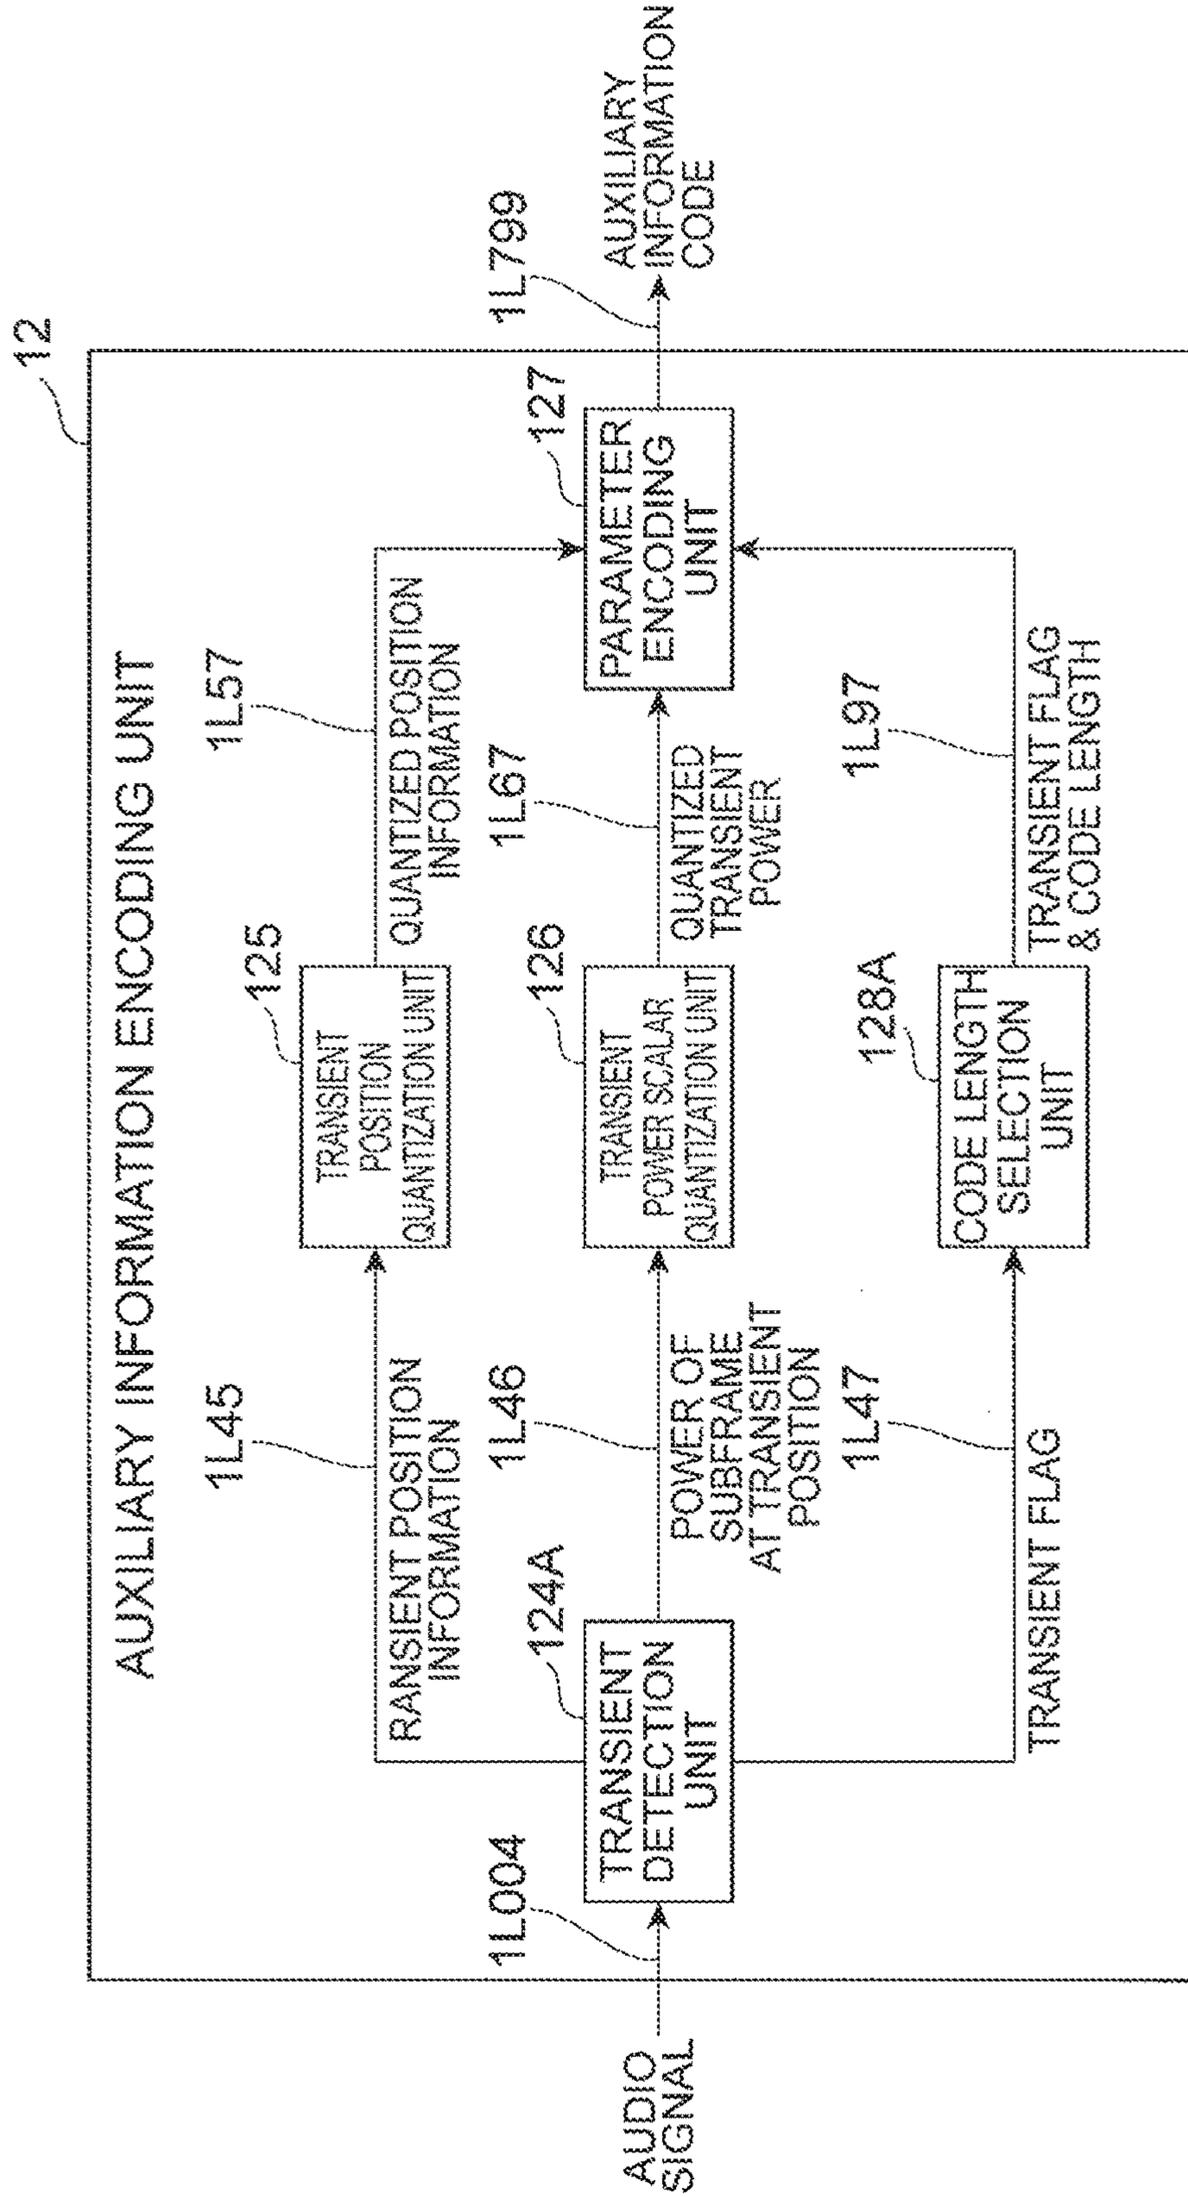 12
AUXILIARY INFORMATION ENCODING UNIT
1L45
RANSIENT POSITION
INFORMATION
125
TRANSIENT
POSITION
QUANTIZATION UNIT
1L57
QUANTIZED POSITION
INFORMATION
AUDIO
SIGNAL
1L004
124A
TRANSIENT
DETECTION
UNIT
1L46
POWER OF
SUBFRAME
AT TRANSIENT
POSITION
126
TRANSIENT
POWER SCALAR
QUANTIZATION UNIT
1L67
QUANTIZED
TRANSIENT
POWER
127
PARAMETER
ENCODING
UNIT
1L799
AUXILIARY
INFORMATION
CODE
1L47
TRANSIENT FLAG
128A
CODE LENGTH
SELECTION
UNIT
1L97
TRANSIENT FLAG
& CODE LENGTH